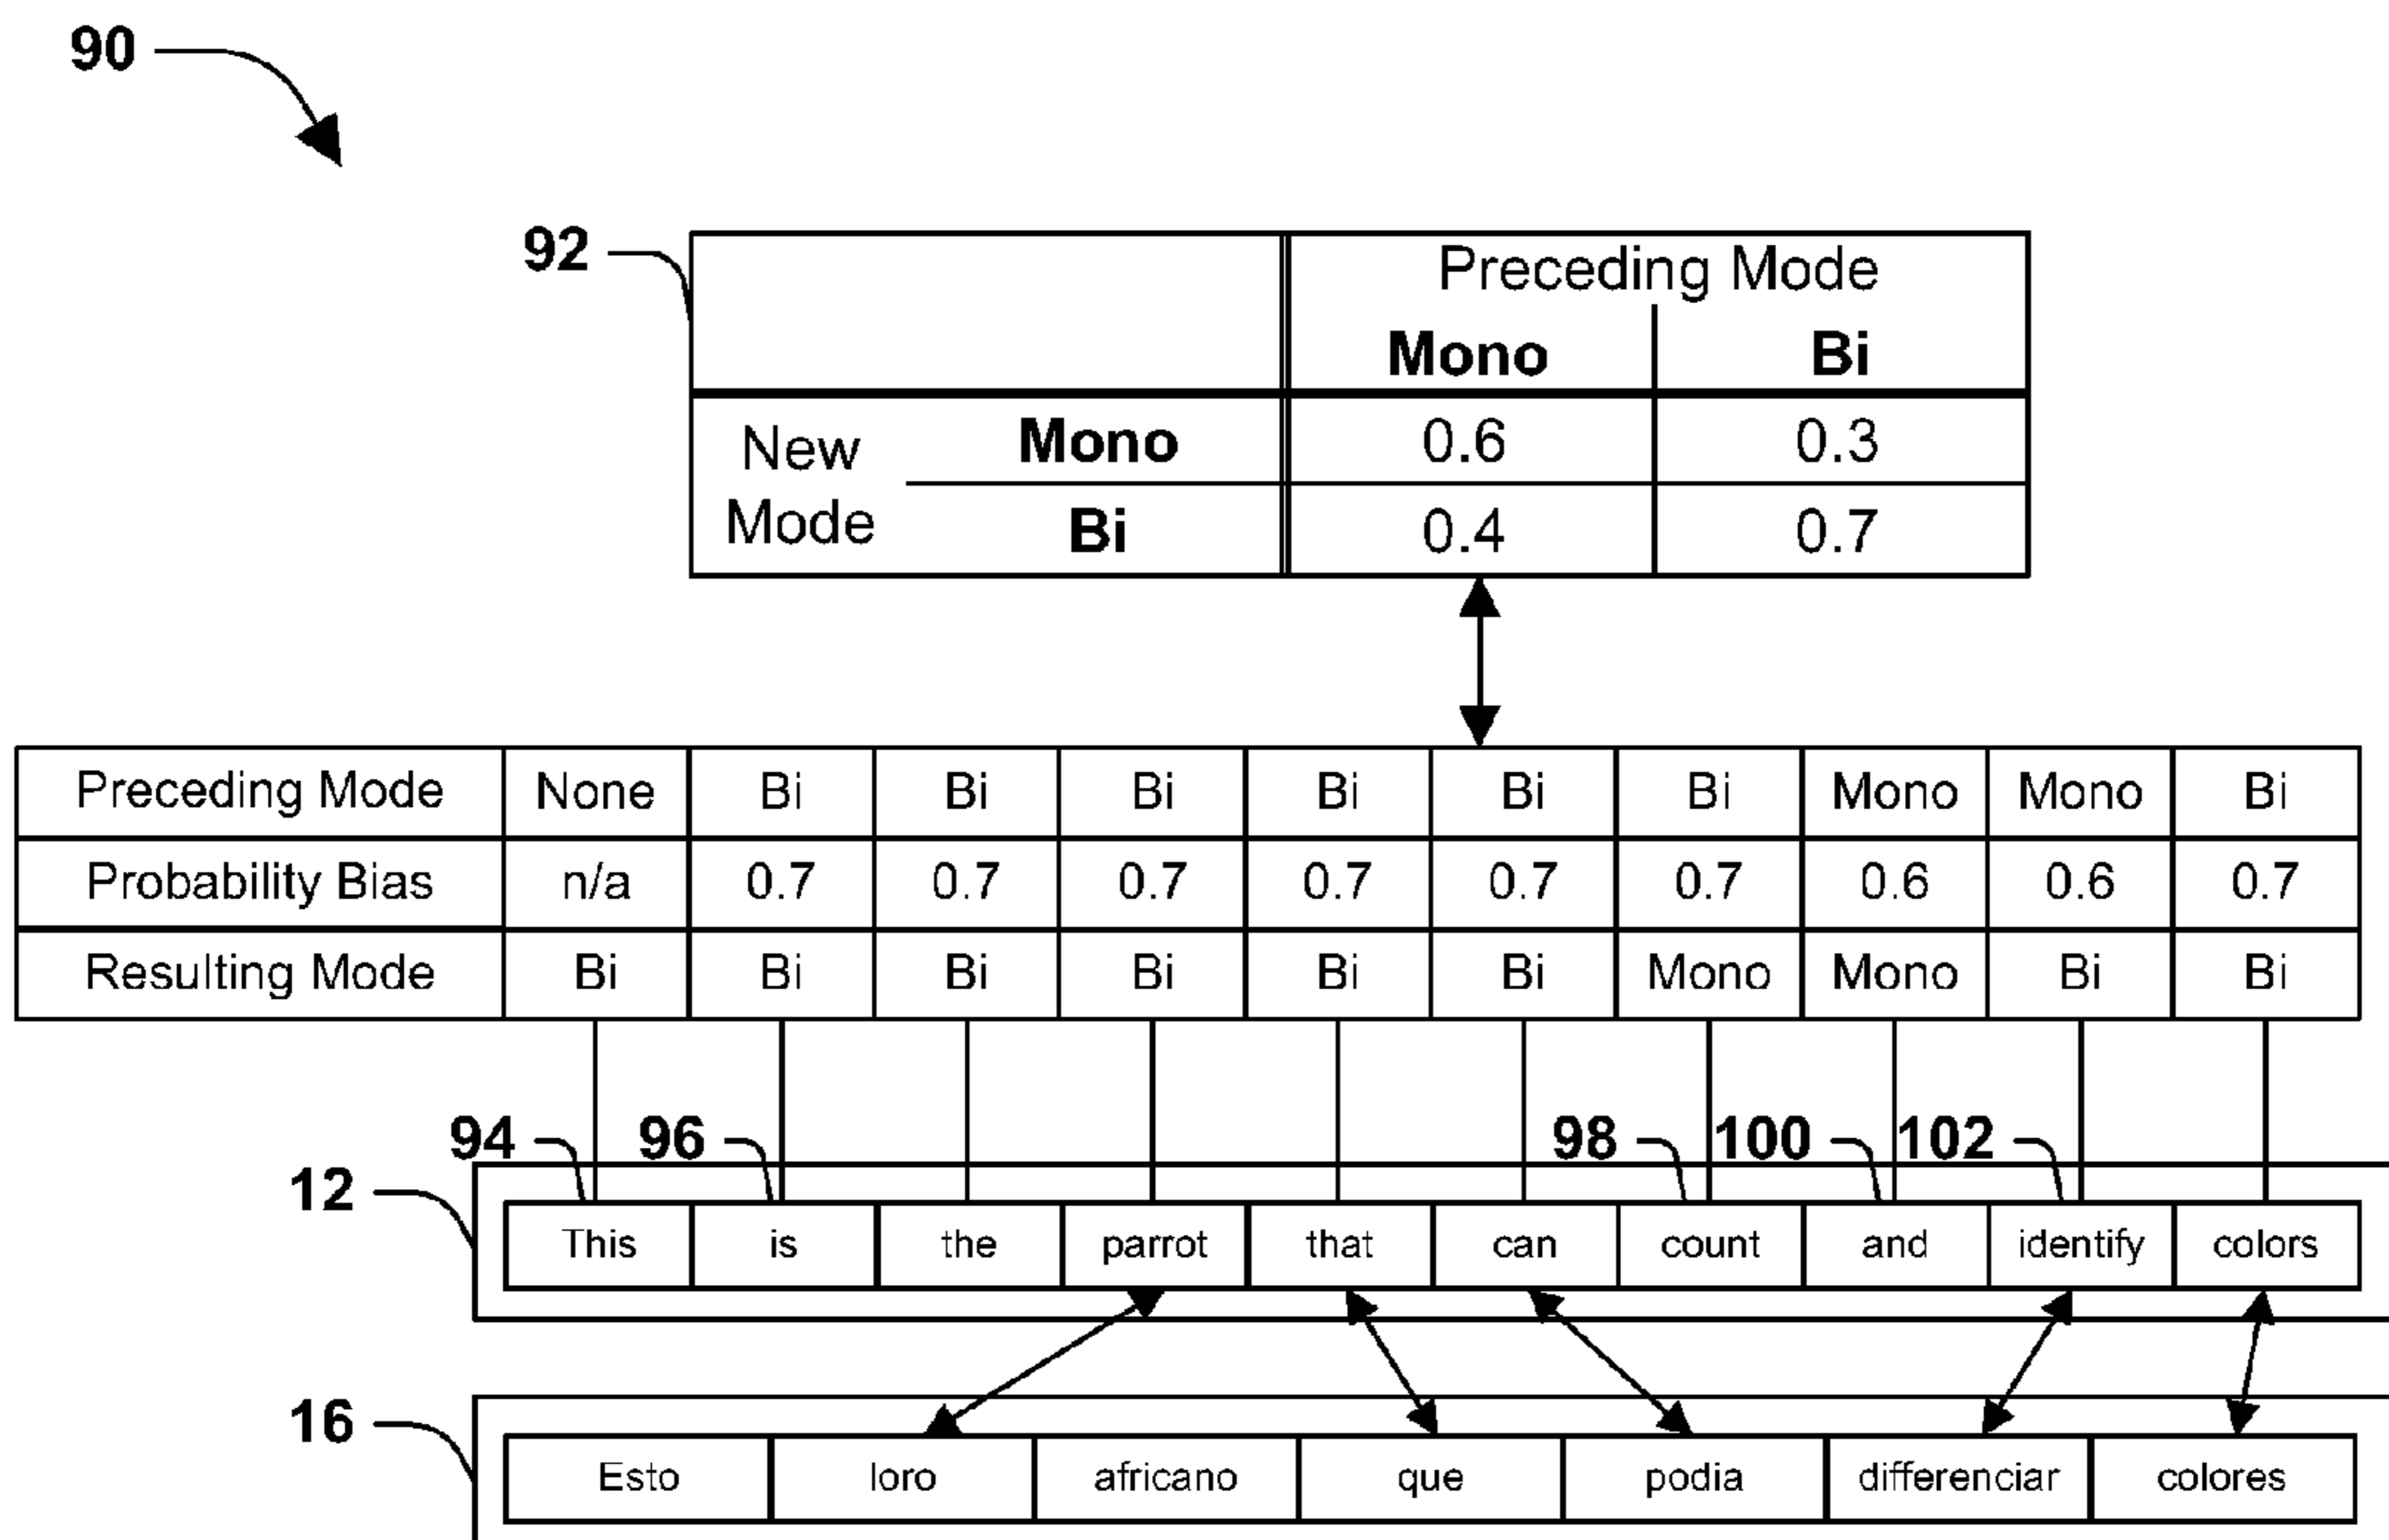 90
92
Preceding Mode
Mono Bi
New Mode Mono 0.6 0.3
Bi 0.4 0.7
Preceding Mode None Bi Bi Bi Bi Bi Bi Mono Mono Bi
Probability Bias n/a 0.7 0.7 0.7 0.7 0.7 0.7 0.6 0.6 0.7
Resulting Mode Bi Bi Bi Bi Bi Bi Mono Mono Bi Bi
94 96 98 100 102
12
This is the parrot that can count and identify colors
16
Esto loro africano que podia differenciar colores